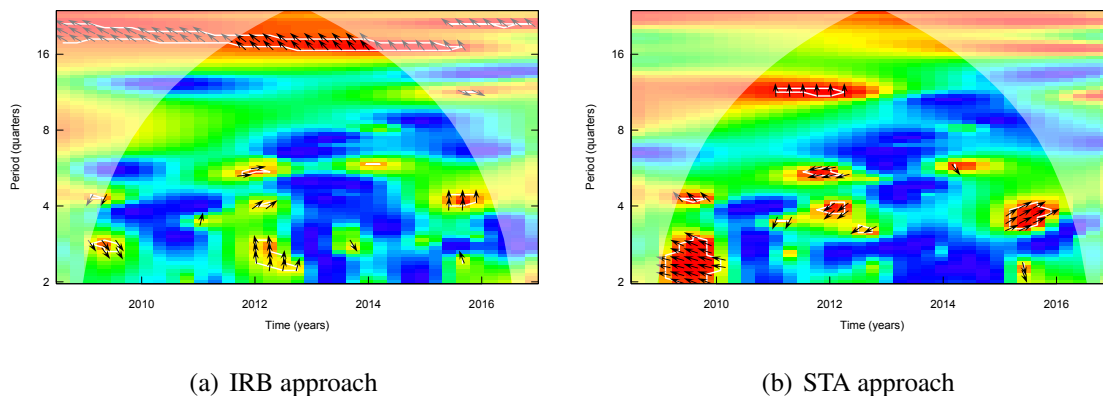 Period (quarters)
16
8
4
2
2010
2012
2014
2016
Time (years)
(a) IRB approach
Period (quarters)
16
8
4
2
2010
2012
2014
2016
Time (years)
(b) STA approach